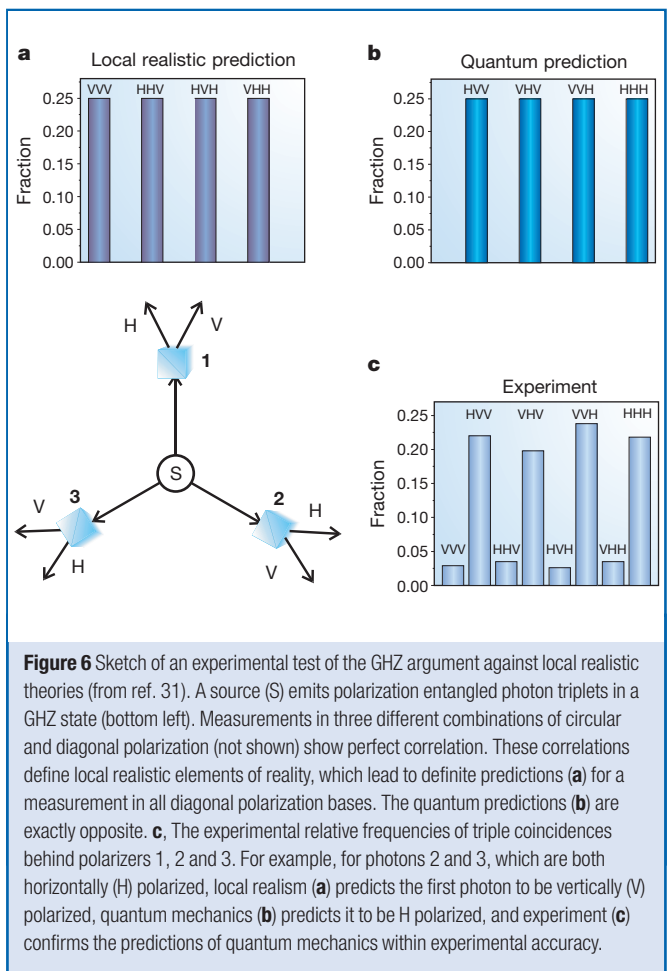 a
Local realistic prediction
VVV HHV HVH VHH
0.25
0.20
0.15
0.10
0.05
0.00
Fraction
b
Quantum prediction
HVV VHV VVH HHH
0.25
0.20
0.15
0.10
0.05
0.00
Fraction
H V
1
S
3
V
H
2
H
V
c
Experiment
HVV VHV VVH HHH
0.25
0.20
0.15
0.10
0.05
0.00
Fraction
VVV HHV HVH VHH
Figure 6 Sketch of an experimental test of the GHZ argument against local realistic
theories (from ref. 31). A source (S) emits polarization entangled photon triplets in a
GHZ state (bottom left). Measurements in three different combinations of circular
and diagonal polarization (not shown) show perfect correlation. These correlations
define local realistic elements of reality, which lead to definite predictions (a) for a
measurement in all diagonal polarization bases. The quantum predictions (b) are
exactly opposite. c, The experimental relative frequencies of triple coincidences
behind polarizers 1, 2 and 3. For example, for photons 2 and 3, which are both
horizontally (H) polarized, local realism (a) predicts the first photon to be vertically (V)
polarized, quantum mechanics (b) predicts it to be H polarized, and experiment (c)
confirms the predictions of quantum mechanics within experimental accuracy.